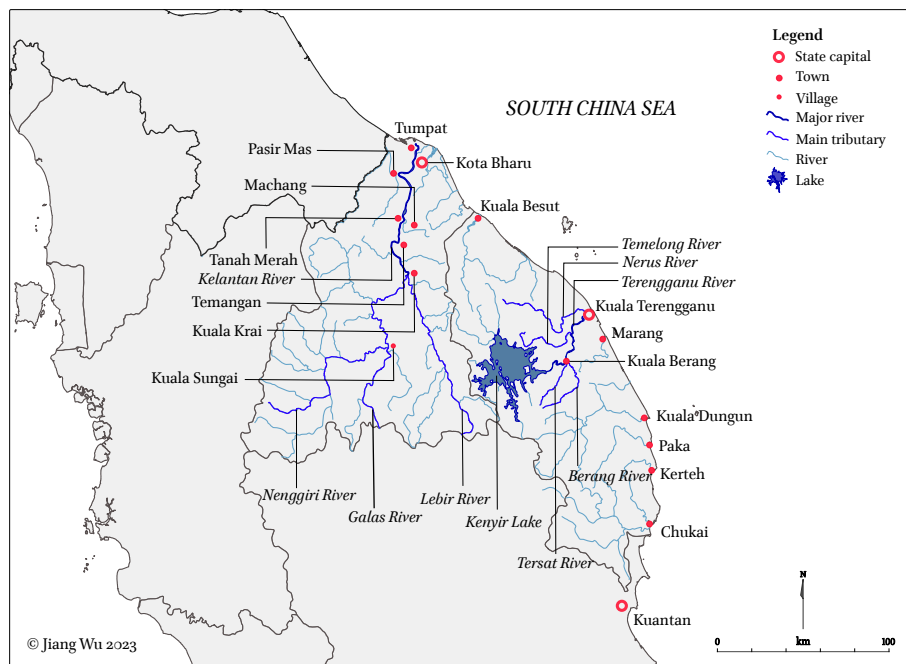 Legend
State capital
Town
Village
Major river
Main tributary
River
Lake
SOUTH CHINA SEA
Tumpat
Pasir Mas
Kota Bharu
Machang
Kuala Besut
Tanah Merah
Kelantan River
Temangan
Kuala Krai
Kuala Sungai
Temelong River
Nerus River
Terengganu River
Kuala Terengganu
Marang
Kuala Berang
Kuala Dungun
Paka
Kerteh
Berang River
Nenggiri River
Galas River
Lebir River
Kenyir Lake
Tersat River
Chukai
Kuantan
N
0 km 100
© Jiang Wu 2023